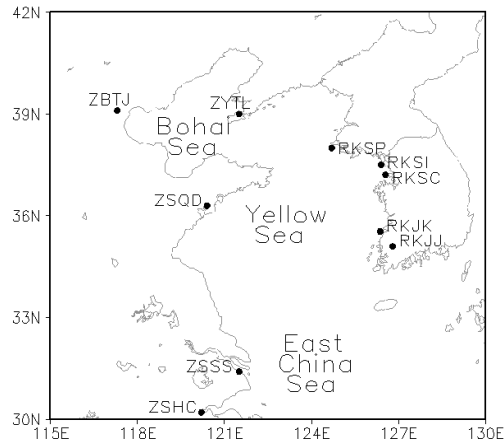 42N
39N
36N
33N
30N
ZBTJ
ZYTL
Bohai
Sea
RKSP
RKSI
RKSC
ZSQD
Yellow
Sea
RKJK
RKJJ
East
China
Sea
ZSSS
ZSHC
115E
118E
121E
124E
127E
130E